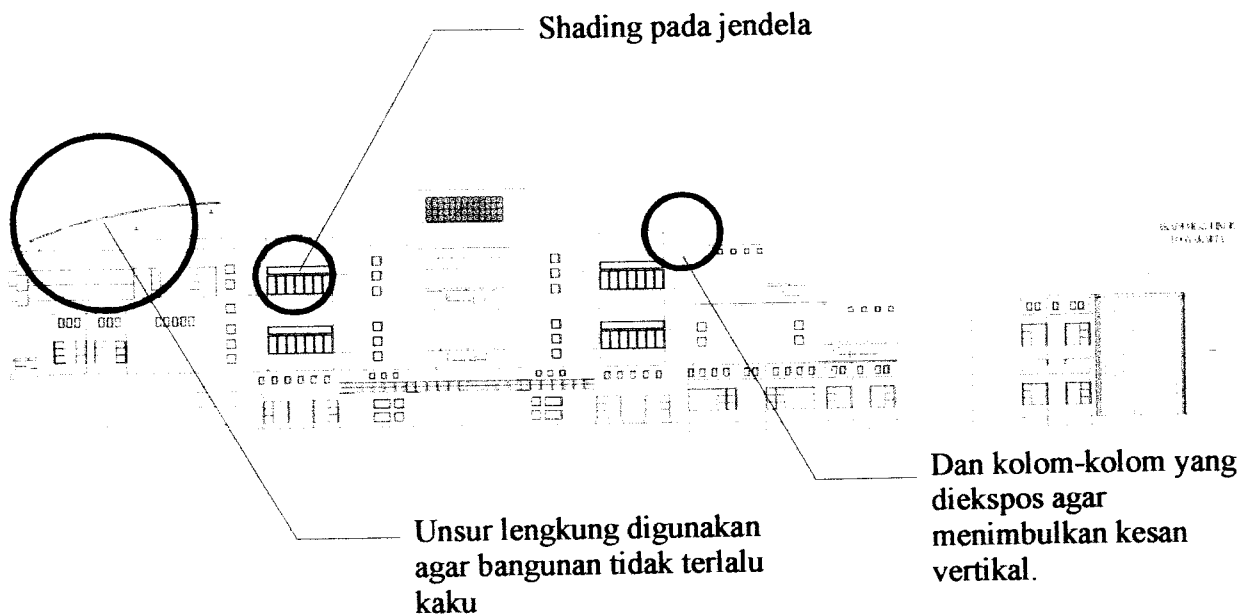 Shading pada jendela
Dan kolom-kolom yang
diekspos agar
menimbulkan kesan
vertikal.
Unsur lengkung digunakan
agar bangunan tidak terlalu
kaku